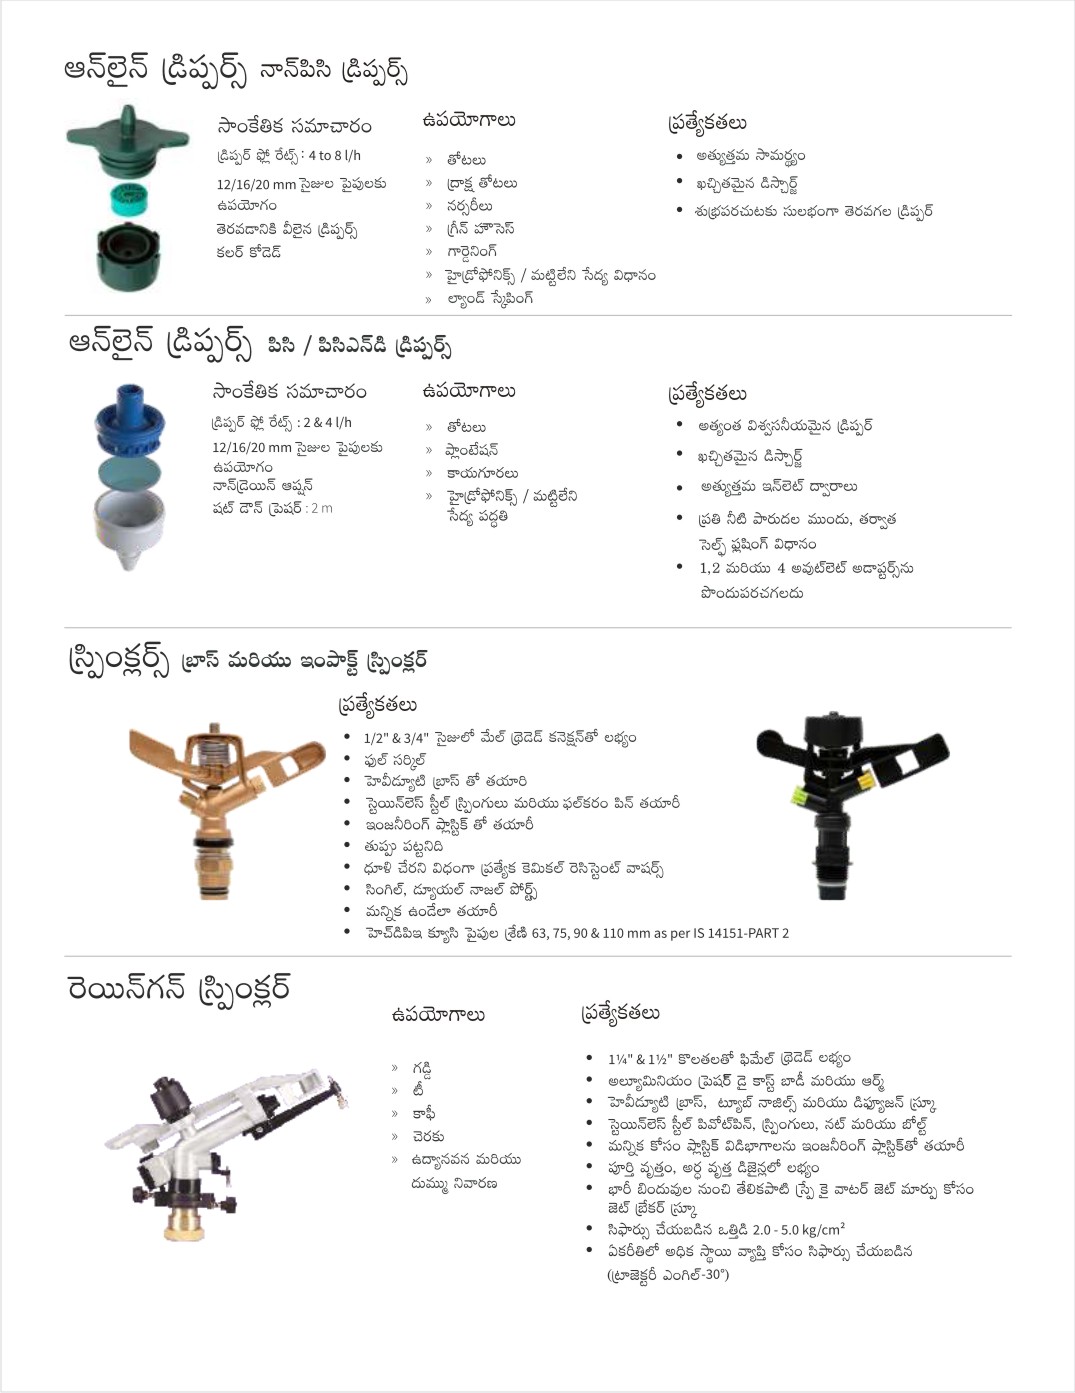 ఆన్‌లైన్ డ్రిప్పర్స్ నాన్‌పిసి డ్రిప్పర్స్
సాంకేతిక సమాచారం
డ్రిప్పర్ ఫ్లో రేట్స్ : 4 to 8 l/h
12/16/20 mm సైజుల పైపులకు
ఉపయోగం
తెరవడానికి వీలైన డ్రిప్పర్స్
కలర్ కోడెడ్
ఉపయోగాలు
» తోటలు
» ద్రాక్ష తోటలు
» నర్సరీలు
» గ్రీన్ హౌసెస్
» గార్డెనింగ్
» హైడ్రోఫోనిక్స్ / మట్టిలేని సేద్య విధానం
» ల్యాండ్ స్కేపింగ్
ప్రత్యేకతలు
• అత్యుత్తమ సామర్థ్యం
• ఖచ్చితమైన డిస్చార్జ్
• శుభ్రపరచుటకు సులభంగా తెరవగల డ్రిప్పర్
ఆన్‌లైన్ డ్రిప్పర్స్ పిసి / పిసిఎన్‌డి డ్రిప్పర్స్
సాంకేతిక సమాచారం
డ్రిప్పర్ ఫ్లో రేట్స్ : 2 & 4 l/h
12/16/20 mm సైజుల పైపులకు
ఉపయోగం
నాన్‌డ్రెయిన్ ఆప్షన్
షట్ డౌన్ ప్రెషర్ : 2 m
ఉపయోగాలు
» తోటలు
» ప్లాంటేషన్
» కాయగూరలు
» హైడ్రోఫోనిక్స్ / మట్టిలేని
సేద్య పద్ధతి
ప్రత్యేకతలు
• అత్యంత విశ్వసనీయమైన డ్రిప్పర్
• ఖచ్చితమైన డిస్చార్జ్
• అత్యుత్తమ ఇన్‌లెట్ ద్వారాలు
• ప్రతి నీటి పారుదల ముందు, తర్వాత
సెల్ఫ్ ఫ్లషింగ్ విధానం
• 1,2 మరియు 4 అవుట్‌లెట్ అడాప్టర్స్‌ను
పొందుపరచగలదు
స్ప్రింక్లర్స్ బ్రాస్ మరియు ఇంపాక్ట్ స్ప్రింక్లర్
ప్రత్యేకతలు
• 1/2" & 3/4" సైజులో మేల్ థ్రెడెడ్ కనెక్షన్‌తో లభ్యం
• ఫుల్ సర్కిల్
• హెవీడ్యూటి బ్రాస్ తో తయారి
• స్టెయిన్‌లెస్ స్టీల్ స్ప్రింగులు మరియు ఫల్‌కరం పిన్ తయారీ
• ఇంజనీరింగ్ ప్లాస్టిక్ తో తయారీ
• తుప్పు పట్టనిది
• ధూళి చేరని విధంగా ప్రత్యేక కెమికల్ రెసిస్టెంట్ వాషర్స్
• సింగిల్, డ్యూయల్ నాజల్ పోర్ట్స్
• మన్నిక ఉండేలా తయారీ
• హెచ్‌డిపిఇ క్యూసి పైపుల శ్రేణి 63, 75, 90 & 110 mm as per IS 14151-PART 2
రెయిన్‌గన్ స్ప్రింక్లర్
ఉపయోగాలు
» గడ్డి
» టీ
» కాఫీ
» చెరకు
» ఉద్యానవన మరియు
దుమ్ము నివారణ
ప్రత్యేకతలు
• 1¼" & 1½" కొలతలతో ఫిమేల్ థ్రెడెడ్ లభ్యం
• అల్యూమినియం ప్రెషర్ డై కాస్ట్ బాడీ మరియు ఆర్మ్
• హెవీడ్యూటి బ్రాస్, ట్యూబ్ నాజిల్స్ మరియు డిఫ్యూజన్ స్క్రూ
• స్టెయిన్‌లెస్ స్టీల్ పివోట్‌పిన్, స్ప్రింగులు, నట్ మరియు బోల్ట్
• మన్నిక కోసం ప్లాస్టిక్ విడిభాగాలను ఇంజనీరింగ్ ప్లాస్టిక్‌తో తయారీ
• పూర్తి వృత్తం, అర్ధ వృత్త డిజైన్లలో లభ్యం
• భారీ బిందువుల నుంచి తేలికపాటి స్ప్రే కై వాటర్ జెట్ మార్పు కోసం
జెట్ బ్రేకర్ స్క్రూ
• సిఫార్సు చేయబడిన ఒత్తిడి 2.0 - 5.0 kg/cm²
• ఏకరీతిలో అధిక స్థాయి వ్యాప్తి కోసం సిఫార్సు చేయబడిన
(ట్రాజెక్టరీ ఎంగిల్-30°)